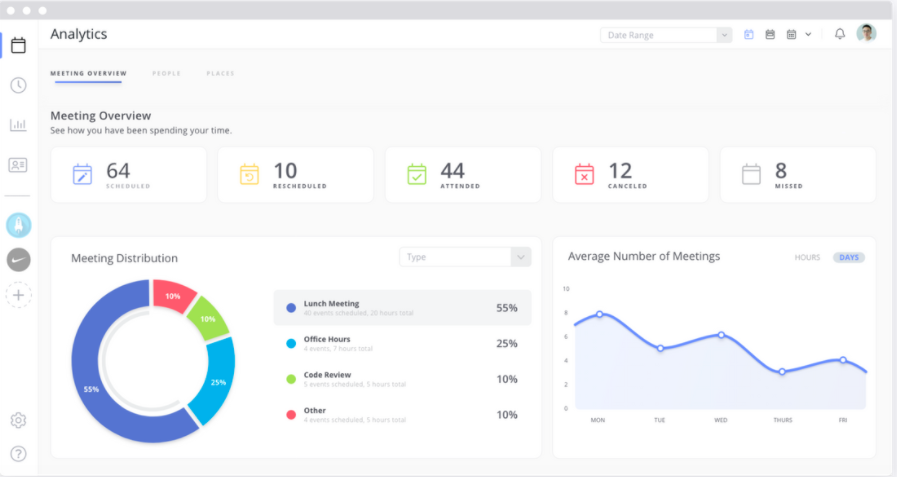 Analytics
Date Range
MEETING OVERVIEW
PEOPLE
PLACES
Meeting Overview
See how you have been spending your time.
64
SCHEDULED
10
RESCHEDULED
44
ATTENDED
12
CANCELED
8
MISSED
Meeting Distribution
Type
10%
10%
25%
55%
Lunch Meeting
40 events scheduled, 20 hours total
55%
Office Hours
4 events, 7 hours total
25%
Code Review
5 events scheduled, 5 hours total
10%
Other
4 events scheduled, 5 hours total
10%
Average Number of Meetings
HOURS
DAYS
10
8
6
4
2
0
MON
TUE
WED
THURS
FRI